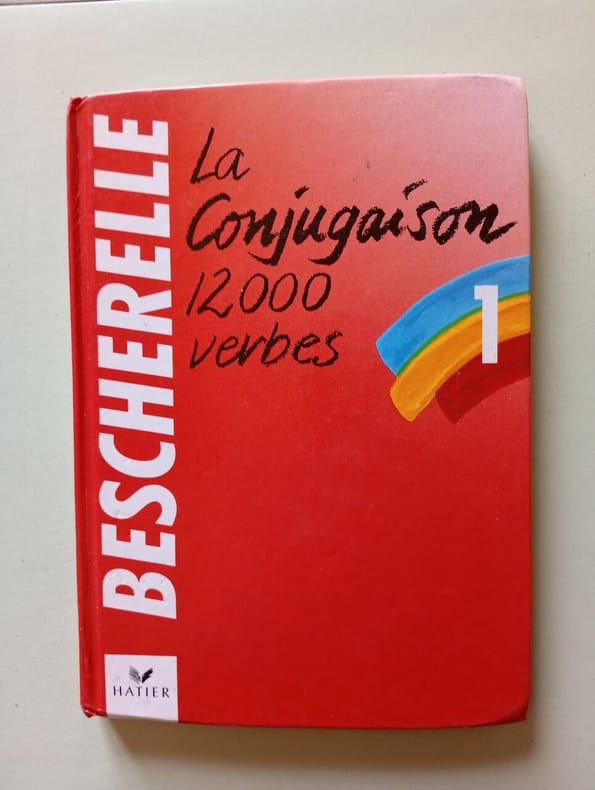 BESCHERELLE
La
Conjugaison
12000
verbes
1
HATIER